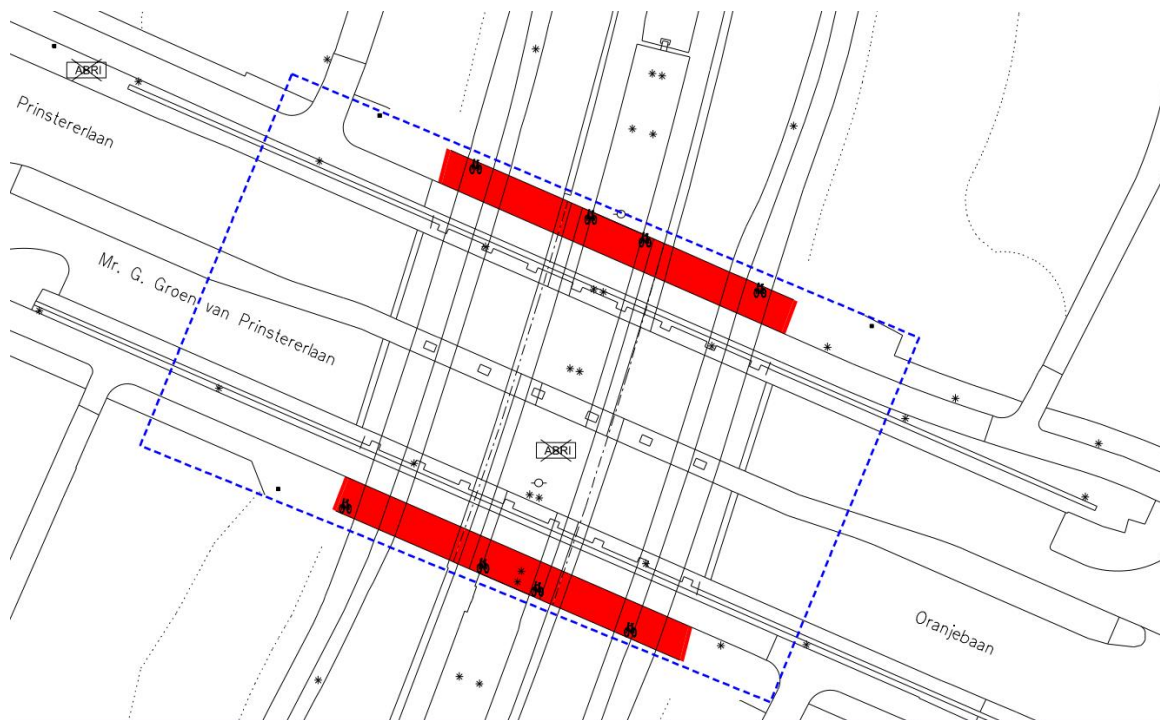 ABRI
Prinstererlaan
Mr. G. Groen van Prinstererlaan
ABRI
Oranjebaan